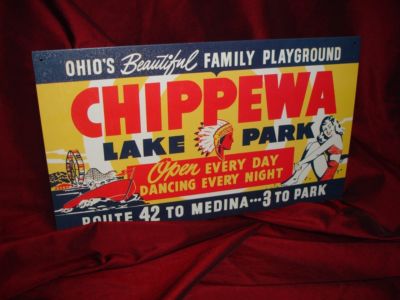 OHIO'S Beautiful FAMILY PLAYGROUND
CHIPPEWA
LAKE PARK
Open EVERY DAY
DANCING EVERY NIGHT
ROUTE 42 TO MEDINA...3 TO PARK